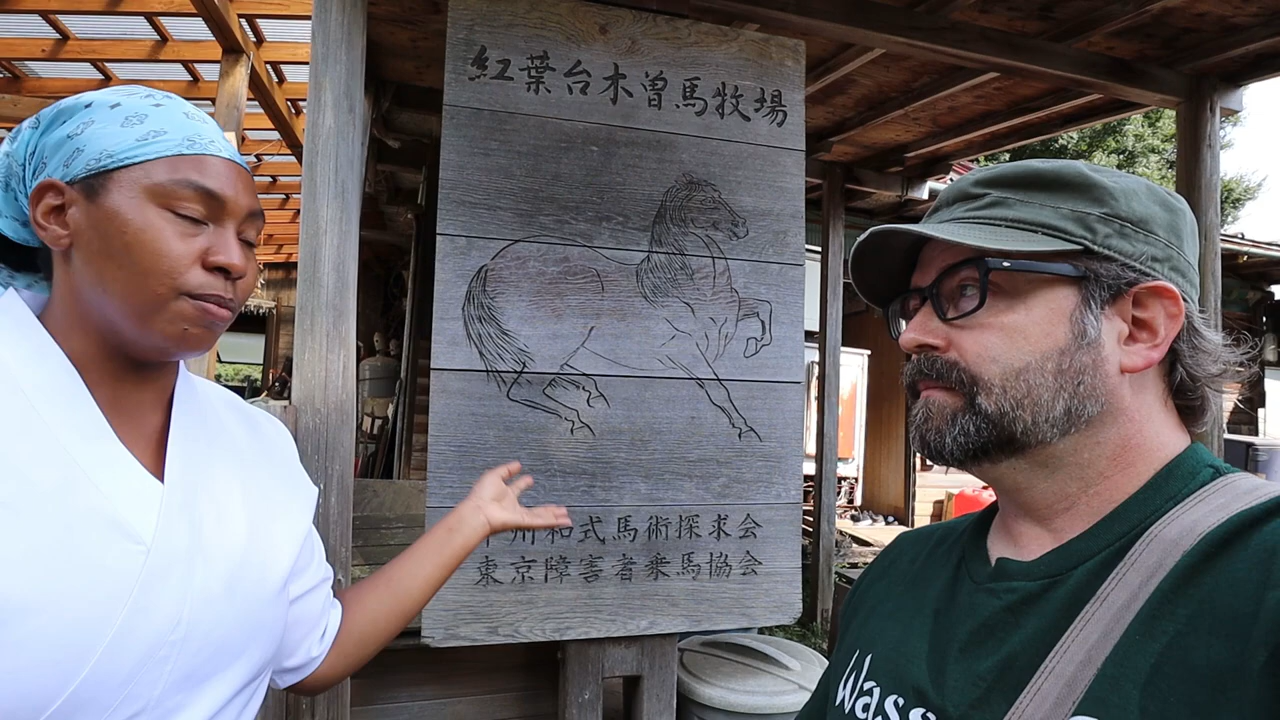 紅葉台木曽馬牧場
州和式馬術探求会
東京障害者乗馬協会
Wass